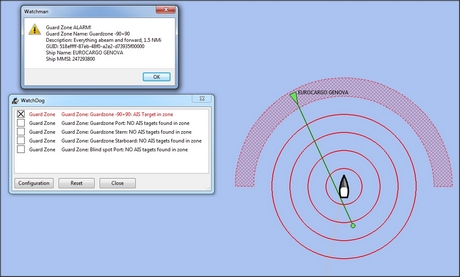 Watchman
Guard Zone ALARM!
Guard Zone Name: Guardzone -90+90
Description: Everything abeam and forward, 1.5 NMi
GUID: 518efff-87eb-48f0-a2e2-d73935f00000
Ship Name: EUROCARGO GENOVA
Ship MMSI: 247293800
OK
WatchDog
Guard Zone Guard Zone: Guardzone -90+90: AIS Target in zone
Guard Zone Guard Zone: Guardzone Port: NO AIS tagets found in zone
Guard Zone Guard Zone: Guardzone Stern: NO AIS tagets found in zone
Guard Zone Guard Zone: Guardzone Starboard: NO AIS tagets found in zone
Guard Zone Guard Zone: Blind spot Port: NO AIS tagets found in zone
Configuration Reset Close
EUROCARGO GENOVA